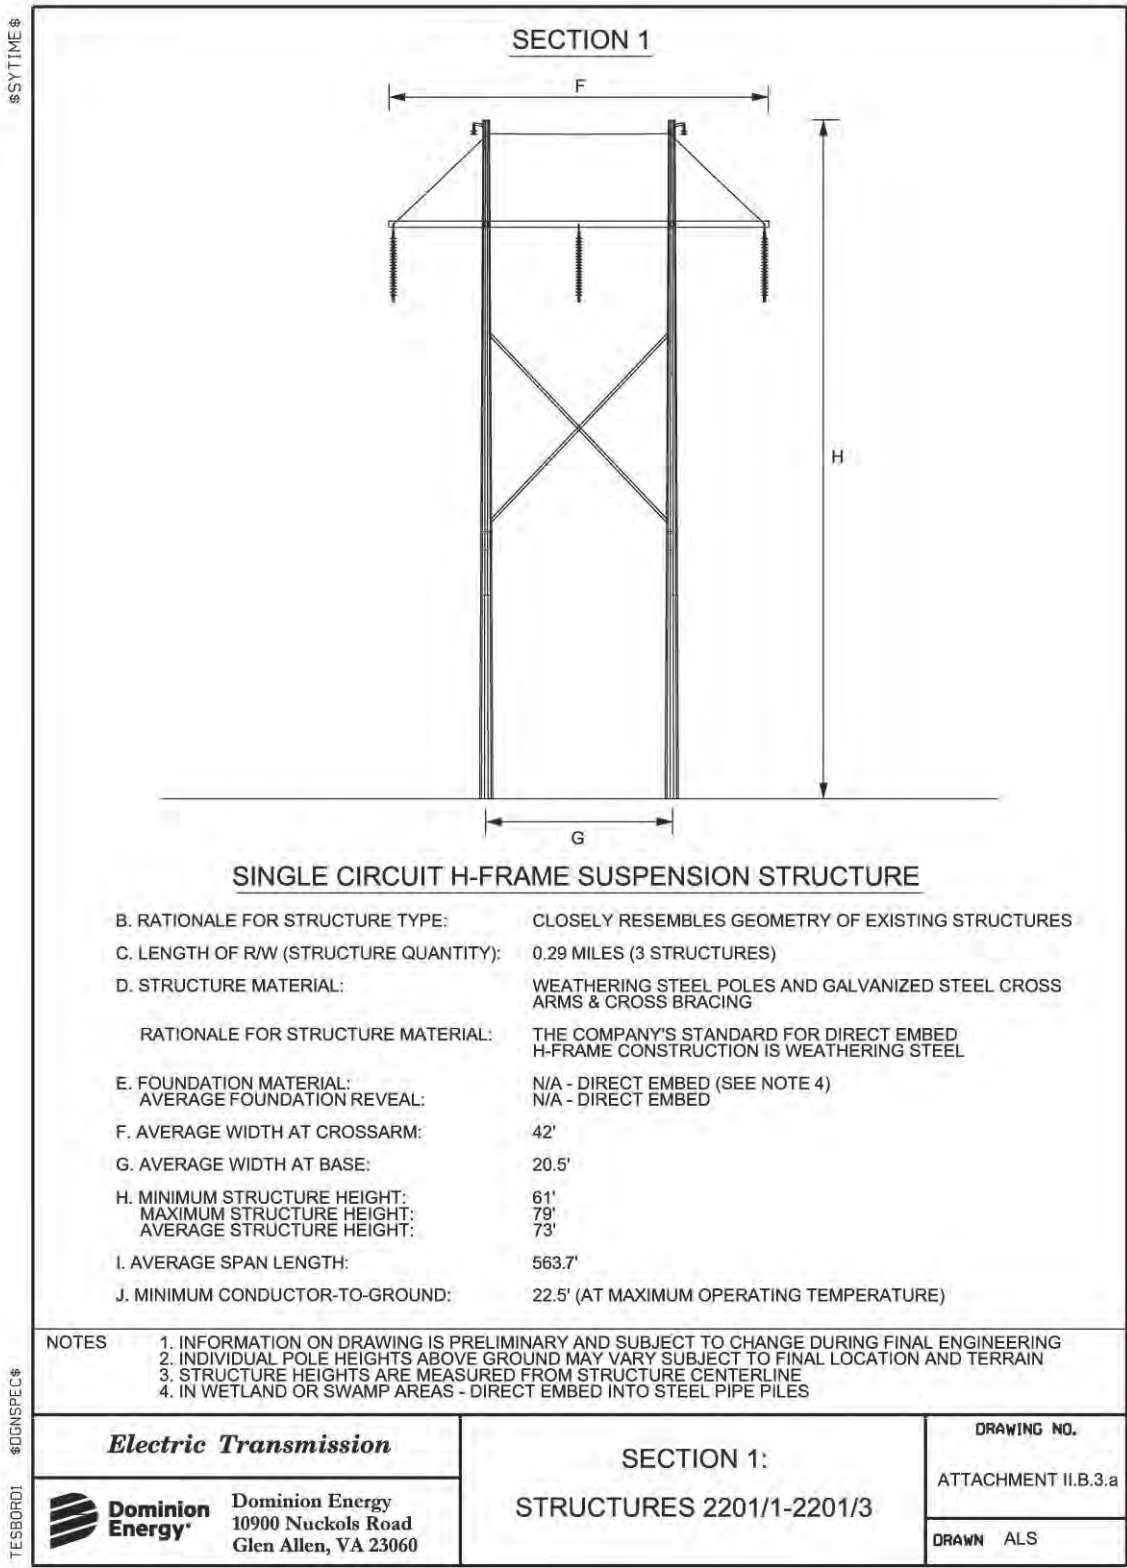 $SYTIME$
SECTION 1
F
H
G
SINGLE CIRCUIT H-FRAME SUSPENSION STRUCTURE
B. RATIONALE FOR STRUCTURE TYPE: CLOSELY RESEMBLES GEOMETRY OF EXISTING STRUCTURES
C. LENGTH OF R/W (STRUCTURE QUANTITY): 0.29 MILES (3 STRUCTURES)
D. STRUCTURE MATERIAL: WEATHERING STEEL POLES AND GALVANIZED STEEL CROSS
ARMS & CROSS BRACING
RATIONALE FOR STRUCTURE MATERIAL: THE COMPANY'S STANDARD FOR DIRECT EMBED
H-FRAME CONSTRUCTION IS WEATHERING STEEL
E. FOUNDATION MATERIAL: N/A - DIRECT EMBED (SEE NOTE 4)
AVERAGE FOUNDATION REVEAL: N/A - DIRECT EMBED
F. AVERAGE WIDTH AT CROSSARM: 42'
G. AVERAGE WIDTH AT BASE: 20.5'
H. MINIMUM STRUCTURE HEIGHT: 61'
MAXIMUM STRUCTURE HEIGHT: 79'
AVERAGE STRUCTURE HEIGHT: 73'
I. AVERAGE SPAN LENGTH: 563.7'
J. MINIMUM CONDUCTOR-TO-GROUND: 22.5' (AT MAXIMUM OPERATING TEMPERATURE)
NOTES 1. INFORMATION ON DRAWING IS PRELIMINARY AND SUBJECT TO CHANGE DURING FINAL ENGINEERING
2. INDIVIDUAL POLE HEIGHTS ABOVE GROUND MAY VARY SUBJECT TO FINAL LOCATION AND TERRAIN
3. STRUCTURE HEIGHTS ARE MEASURED FROM STRUCTURE CENTERLINE
4. IN WETLAND OR SWAMP AREAS - DIRECT EMBED INTO STEEL PIPE PILES
TESBORD1 $DGNSPEC$
Electric Transmission
Dominion
Energy
Dominion Energy
10900 Nuckols Road
Glen Allen, VA 23060
SECTION 1:
STRUCTURES 2201/1-2201/3
DRAWING NO.
ATTACHMENT II.B.3.a
DRAWN ALS